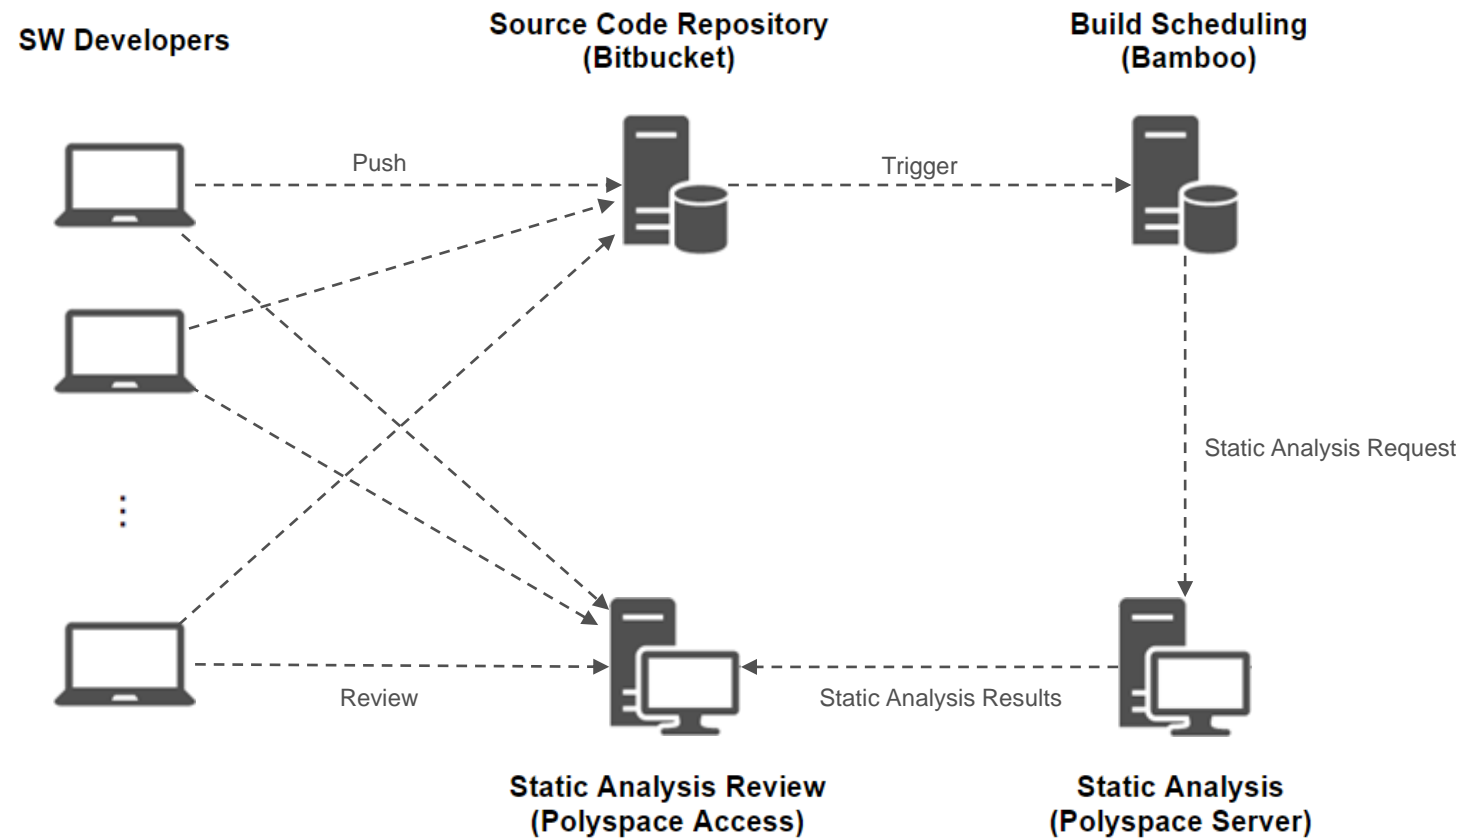 SW Developers
Source Code Repository
(Bitbucket)
Build Scheduling
(Bamboo)
Push
Trigger
Static Analysis Request
⋮
Review
Static Analysis Results
Static Analysis Review
(Polyspace Access)
Static Analysis
(Polyspace Server)